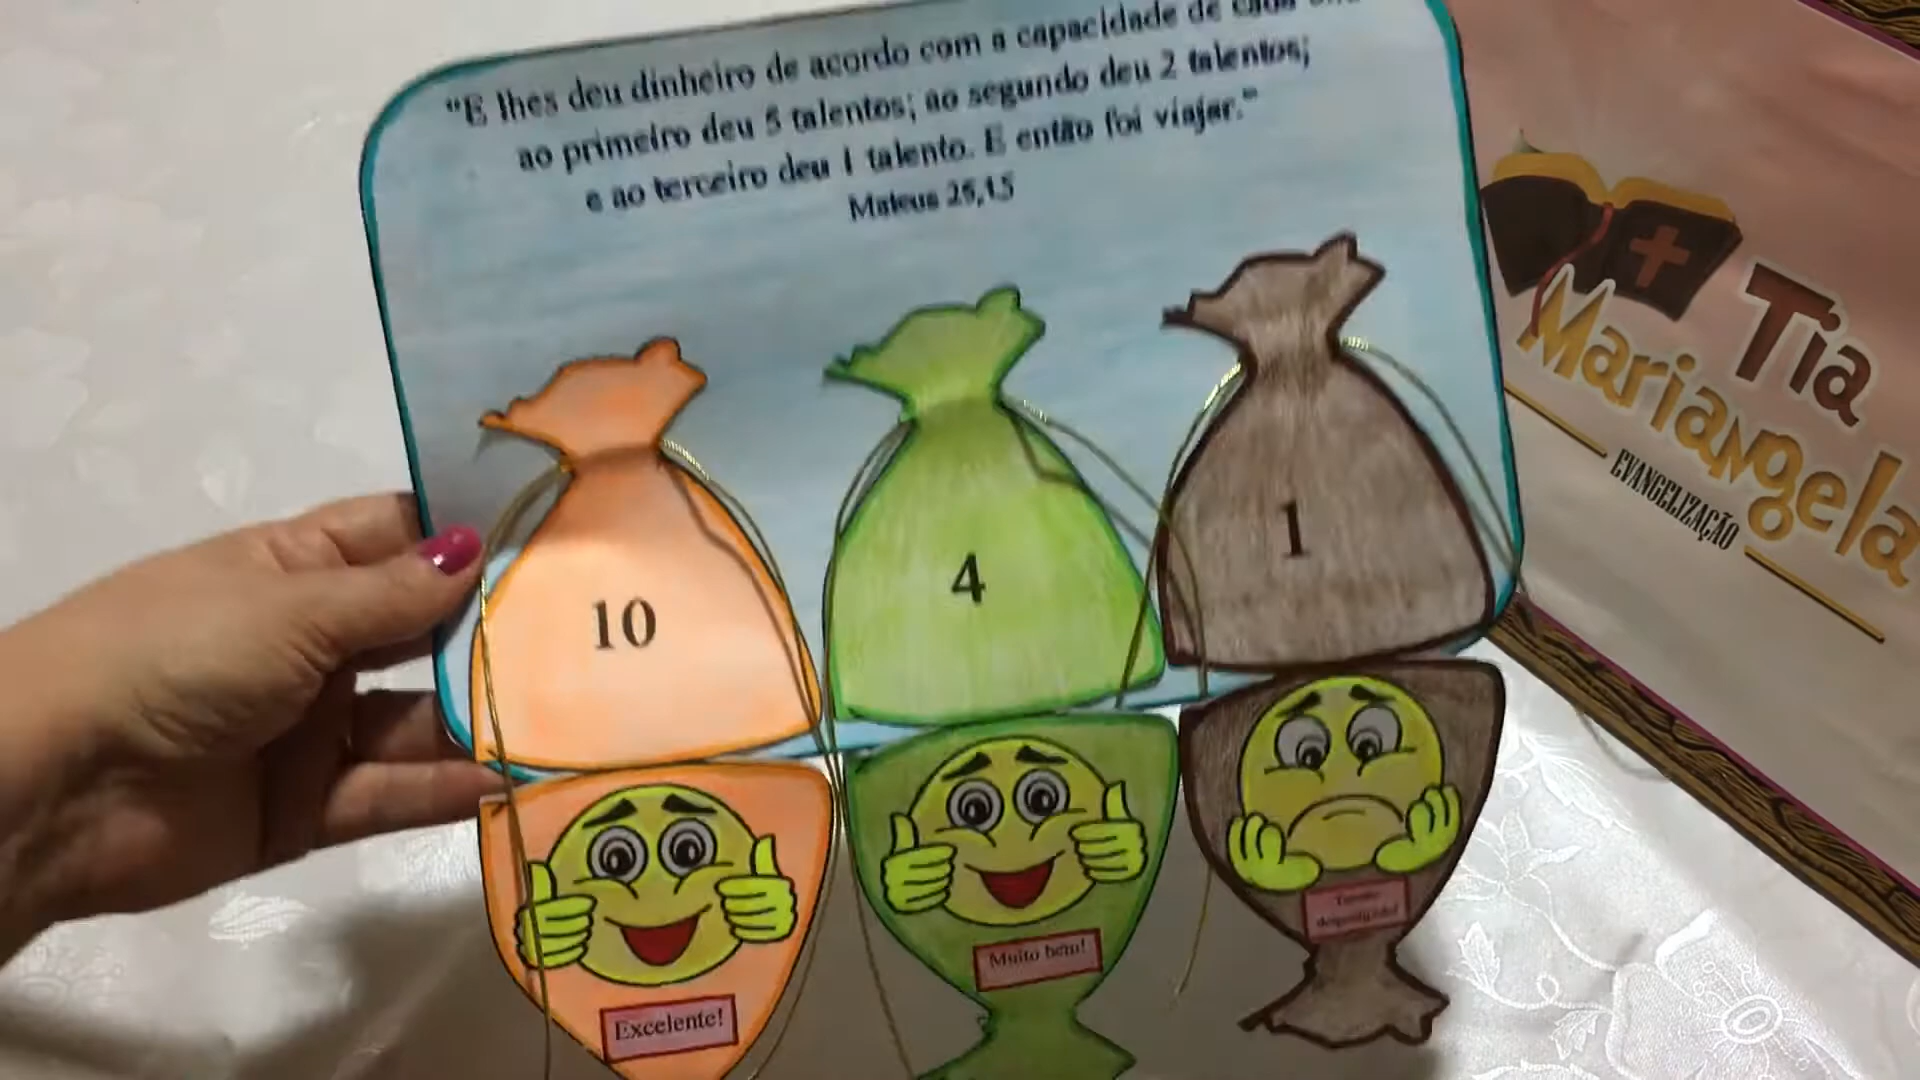 "E lhes deu dinheiro de acordo com a capacidade de cada
ao primeiro deu 5 talentos; ao segundo deu 2 talentos;
e ao terceiro deu 1 talento. E então foi viajar."
Mateus 25,15
10
4
1
Excelente!
Muito bem!
Tia
Mariangela
EVANGELIZAÇÃO